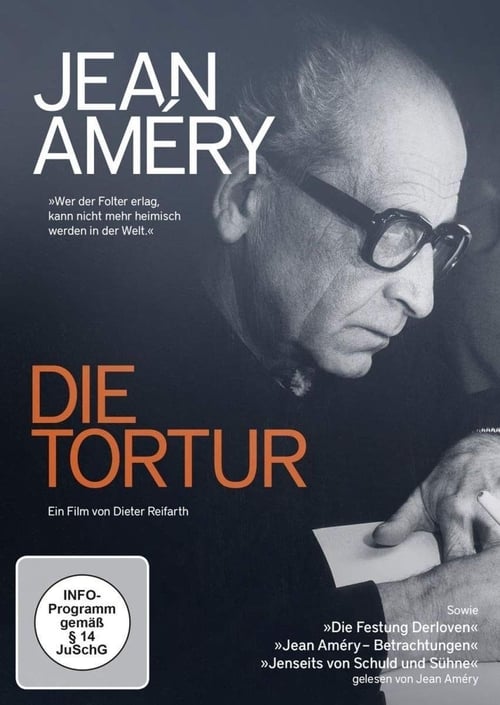 JEAN
AMÉRY
»Wer der Folter erlag,
kann nicht mehr heimisch
werden in der Welt.«
DIE
TORTUR
Ein Film von Dieter Reifarth
INFO-
Programm
gemäß
§ 14
JuSchG
Sowie
»Die Festung Derloven«
»Jean Améry – Betrachtungen«
»Jenseits von Schuld und Sühne«
gelesen von Jean Améry